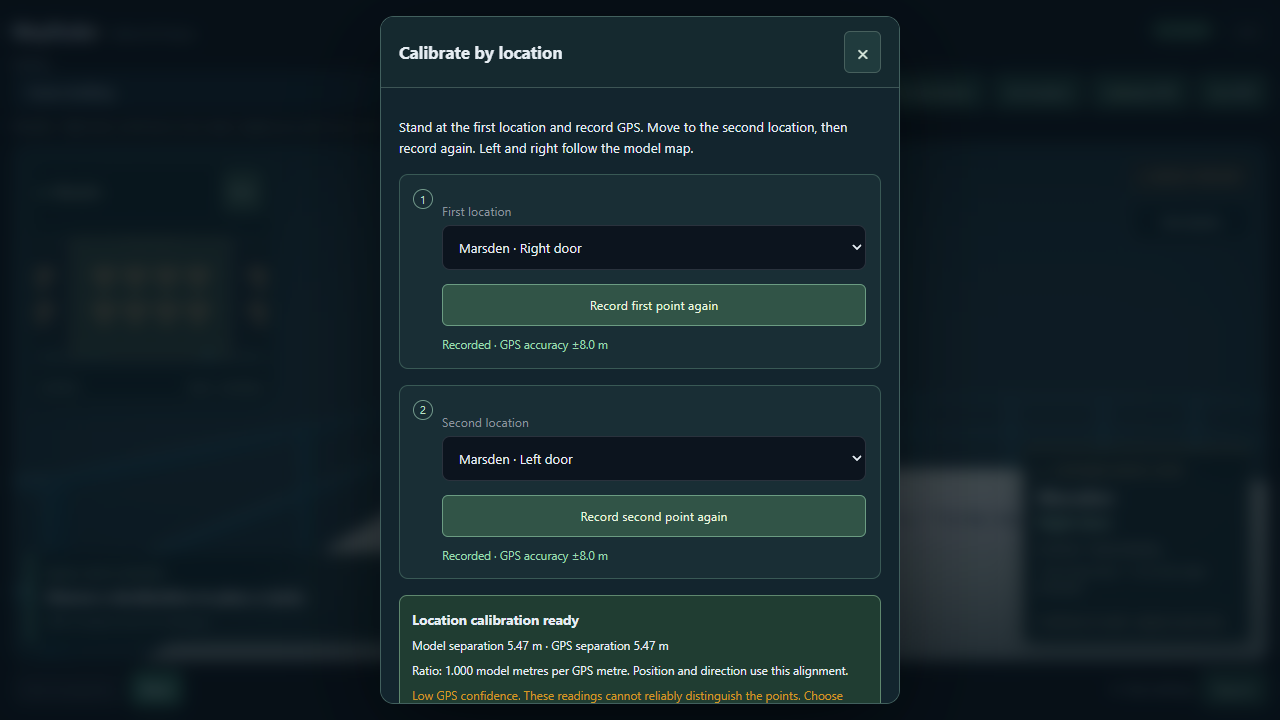 Calibrate by location
×
Stand at the first location and record GPS. Move to the second location, then
record again. Left and right follow the model map.
1
First location
Marsden · Right door
Record first point again
Recorded · GPS accuracy ±8.0 m
2
Second location
Marsden · Left door
Record second point again
Recorded · GPS accuracy ±8.0 m
Location calibration ready
Model separation 5.47 m · GPS separation 5.47 m
Ratio: 1.000 model metres per GPS metre. Position and direction use this alignment.
Low GPS confidence. These readings cannot reliably distinguish the points. Choose